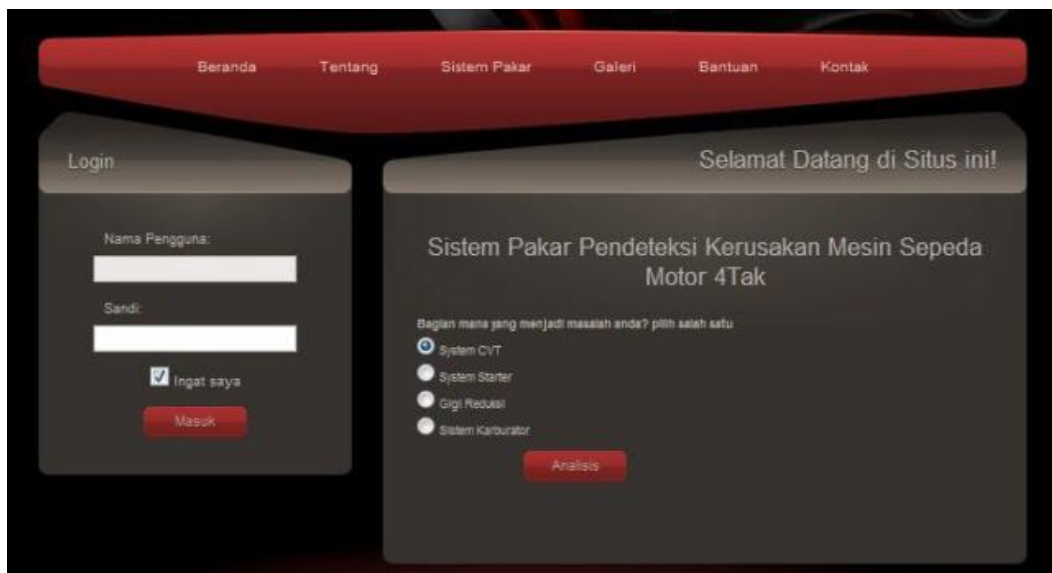 Beranda Tentang Sistem Pakar Galeri Bantuan Kontak
Login
Nama Pengguna:
Sandi:
Ingat saya
Masuk
Selamat Datang di Situs ini!
Sistem Pakar Pendeteksi Kerusakan Mesin Sepeda
Motor 4Tak
Bagian mana yang menjadi masalah anda? pilih salah satu
System CVT
System Starter
Gigi Reduksi
Sistem Karburator
Analisis